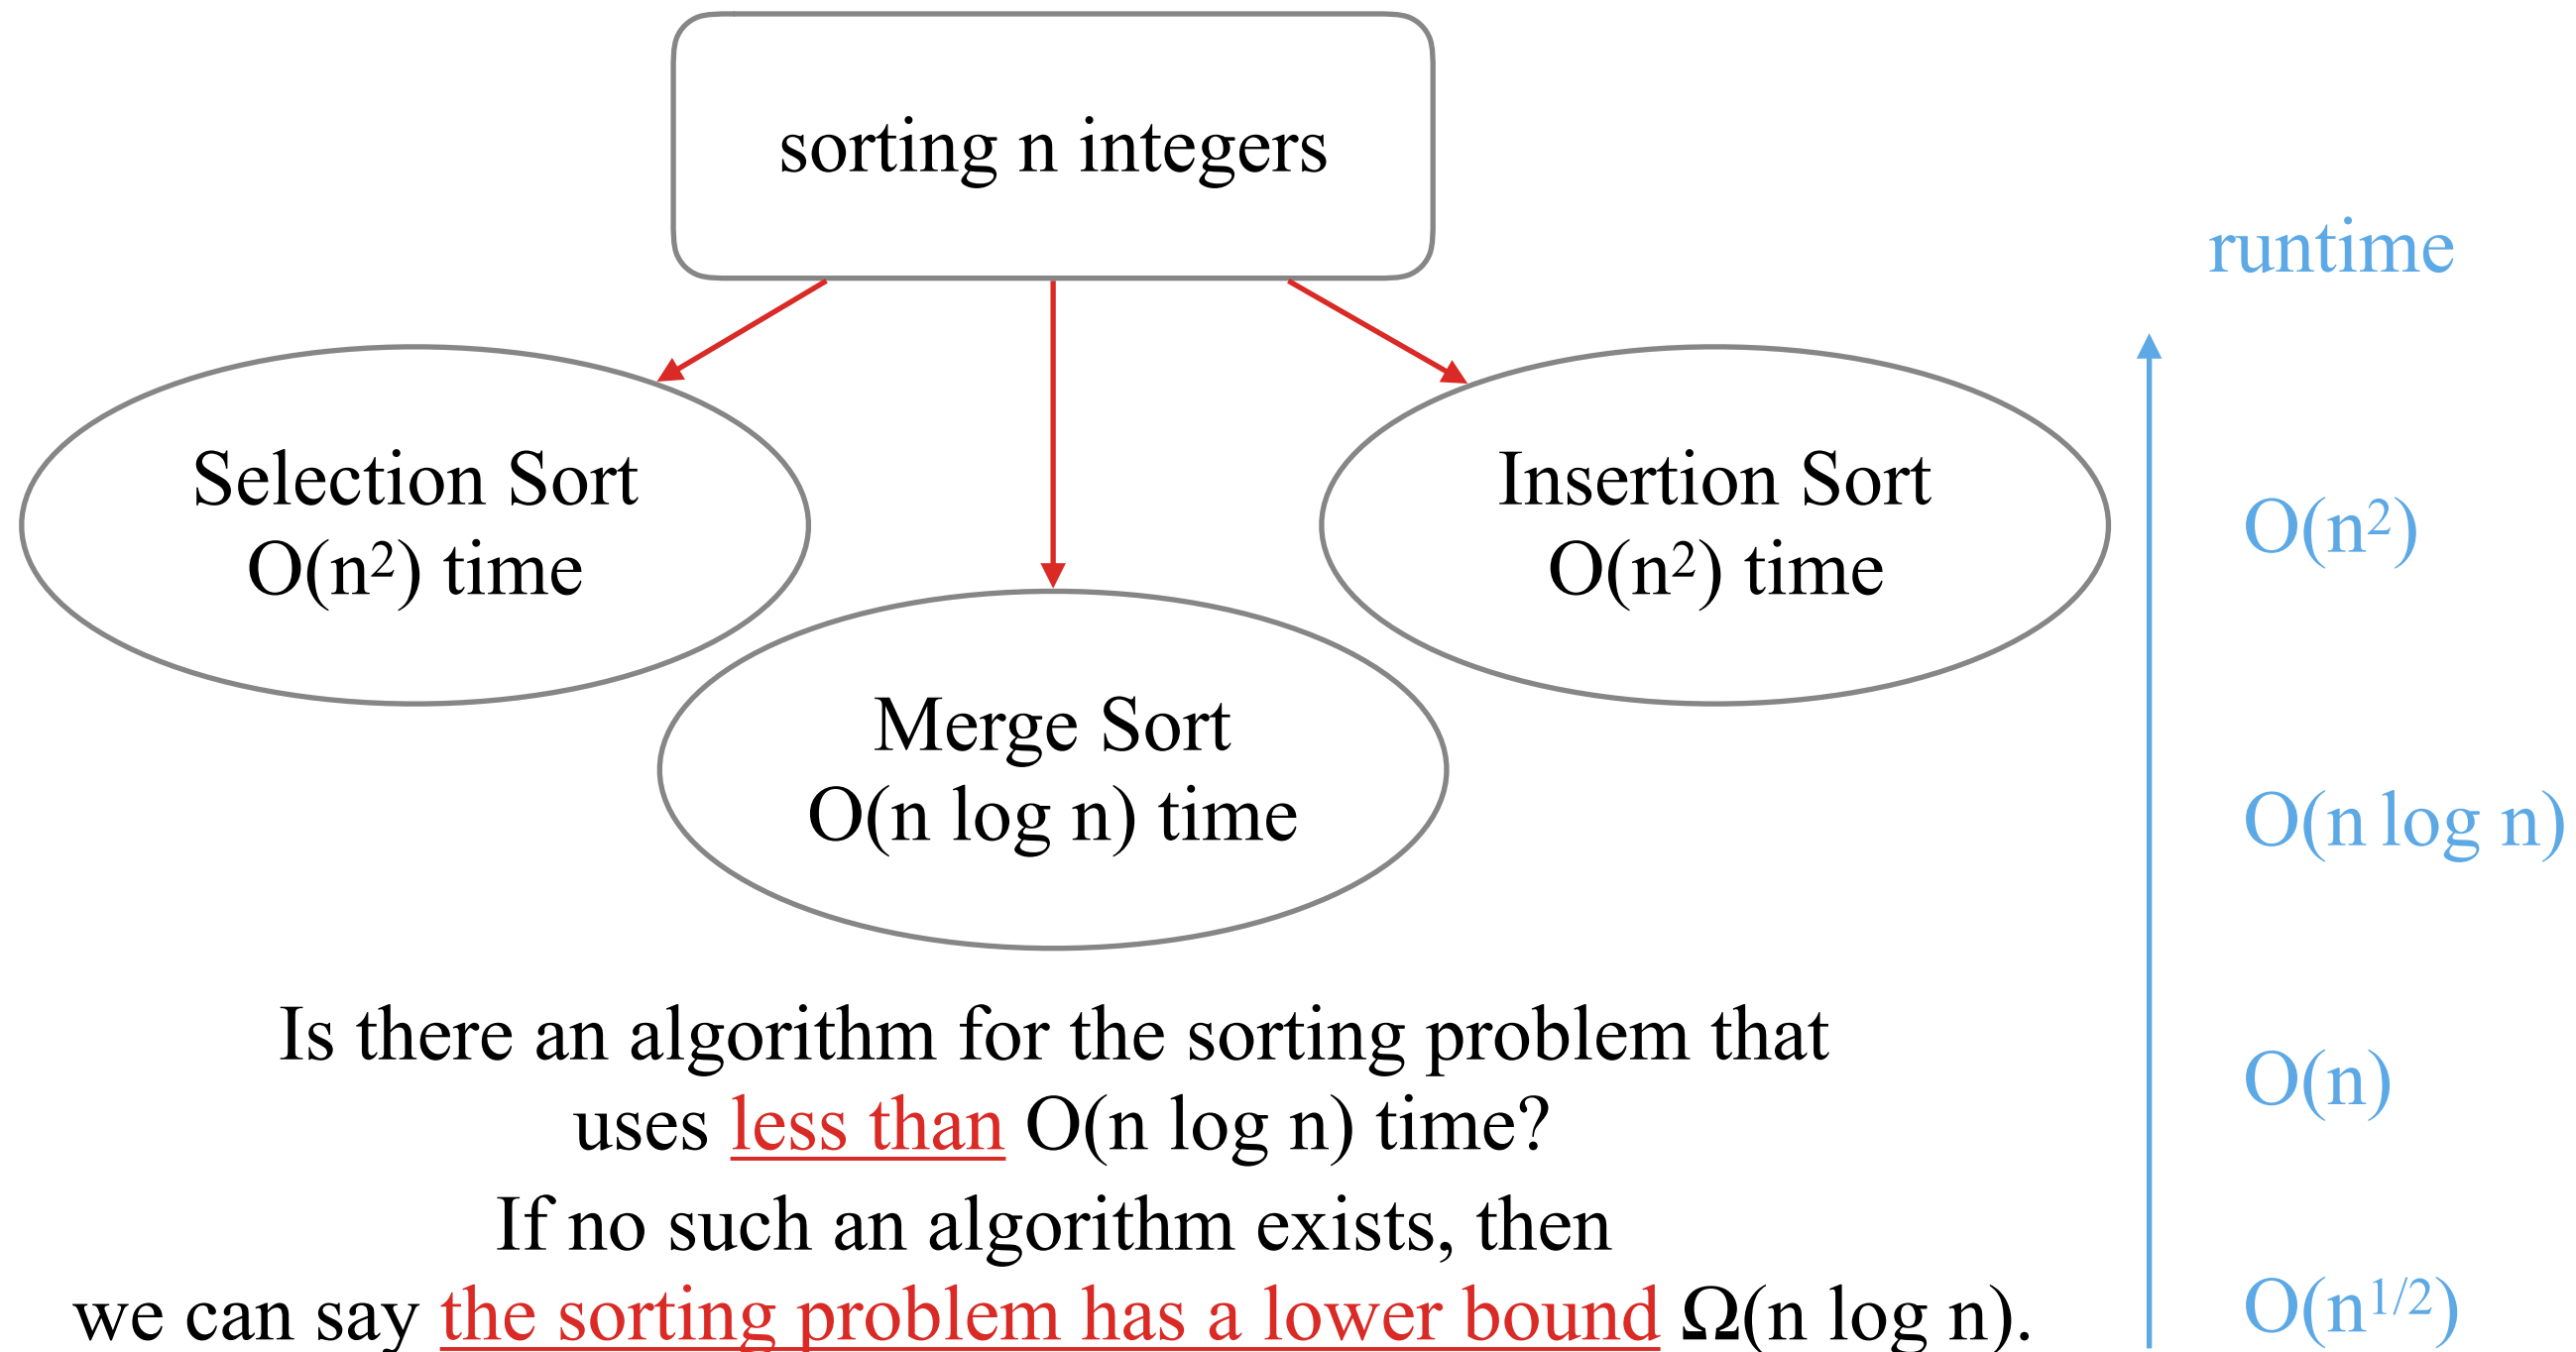 sorting n integers
runtime
Selection Sort
O(n²) time
Insertion Sort
O(n²) time
O(n²)
Merge Sort
O(n log n) time
O(n log n)
Is there an algorithm for the sorting problem that
uses less than O(n log n) time?
O(n)
If no such an algorithm exists, then
we can say the sorting problem has a lower bound Ω(n log n).
O(n^{1/2})